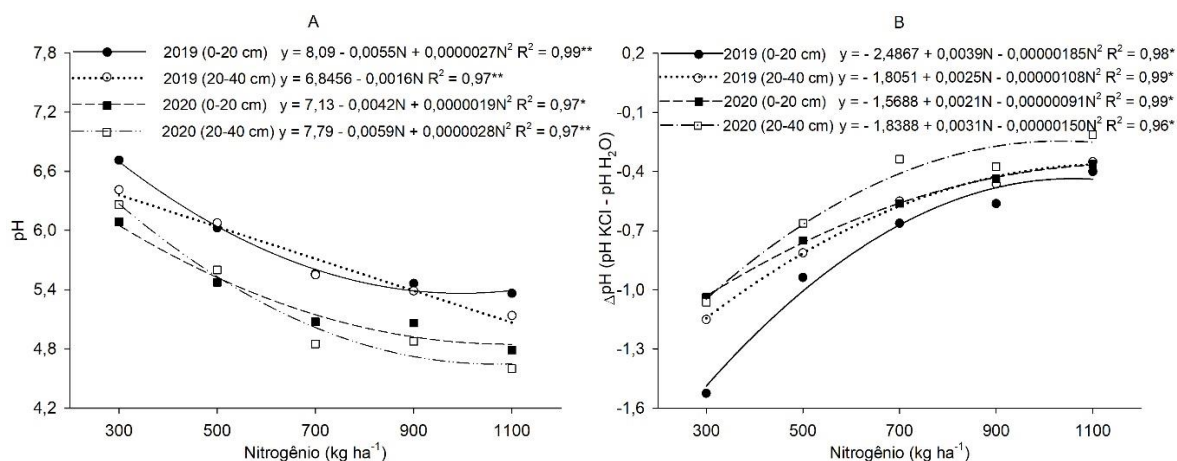 A
2019 (0-20 cm) y = 8,09 - 0,0055N + 0,0000027N² R² = 0,99**
2019 (20-40 cm) y = 6,8456 - 0,0016N R² = 0,97**
2020 (0-20 cm) y = 7,13 - 0,0042N + 0,0000019N² R² = 0,97*
2020 (20-40 cm) y = 7,79 - 0,0059N + 0,0000028N² R² = 0,97**
7,8
7,2
6,6
6,0
5,4
4,8
4,2
pH
300 500 700 900 1100
Nitrogênio (kg ha⁻¹)
B
2019 (0-20 cm) y = - 2,4867 + 0,0039N - 0,00000185N² R² = 0,98*
2019 (20-40 cm) y = - 1,8051 + 0,0025N - 0,00000108N² R² = 0,99*
2020 (0-20 cm) y = - 1,5688 + 0,0021N - 0,00000091N² R² = 0,99*
2020 (20-40 cm) y = - 1,8388 + 0,0031N - 0,00000150N² R² = 0,96*
0,2
-0,1
-0,4
-0,7
-1,0
-1,3
-1,6
ΔpH (pH KCl - pH H₂O)
300 500 700 900 1100
Nitrogênio (kg ha⁻¹)